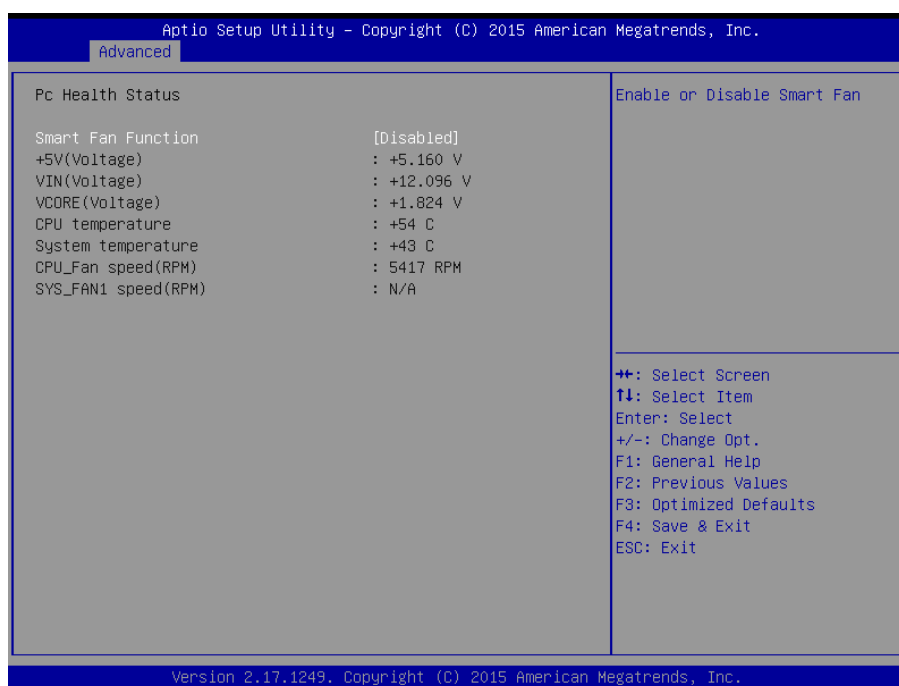 Aptio Setup Utility – Copyright (C) 2015 American Megatrends, Inc.
Advanced
Pc Health Status
Smart Fan Function [Disabled]
+5V(Voltage) : +5.160 V
VIN(Voltage) : +12.096 V
VCORE(Voltage) : +1.824 V
CPU temperature : +54 C
System temperature : +43 C
CPU_Fan speed(RPM) : 5417 RPM
SYS_FAN1 speed(RPM) : N/A
Enable or Disable Smart Fan
→←: Select Screen
↑↓: Select Item
Enter: Select
+/-: Change Opt.
F1: General Help
F2: Previous Values
F3: Optimized Defaults
F4: Save & Exit
ESC: Exit
Version 2.17.1249. Copyright (C) 2015 American Megatrends, Inc.